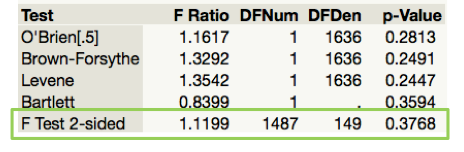 Test F Ratio DFNum DFDen p-Value
O'Brien[.5] 1.1617 1 1636 0.2813
Brown-Forsythe 1.3292 1 1636 0.2491
Levene 1.3542 1 1636 0.2447
Bartlett 0.8399 1 . 0.3594
F Test 2-sided 1.1199 1487 149 0.3768